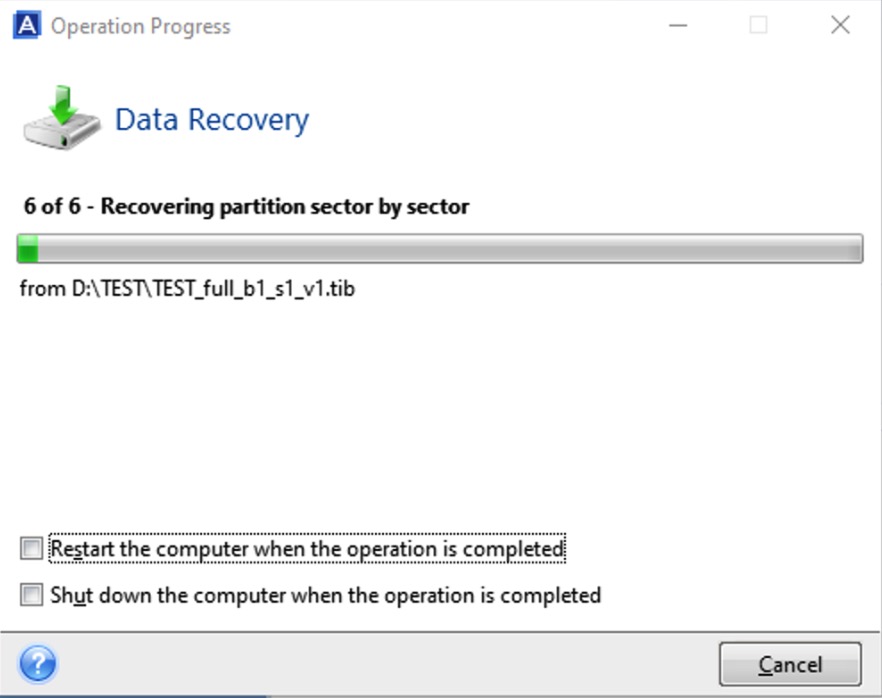 Operation Progress
Data Recovery
6 of 6 - Recovering partition sector by sector
from D:\TEST\TEST_full_b1_s1_v1.tib
Restart the computer when the operation is completed
Shut down the computer when the operation is completed
?
Cancel